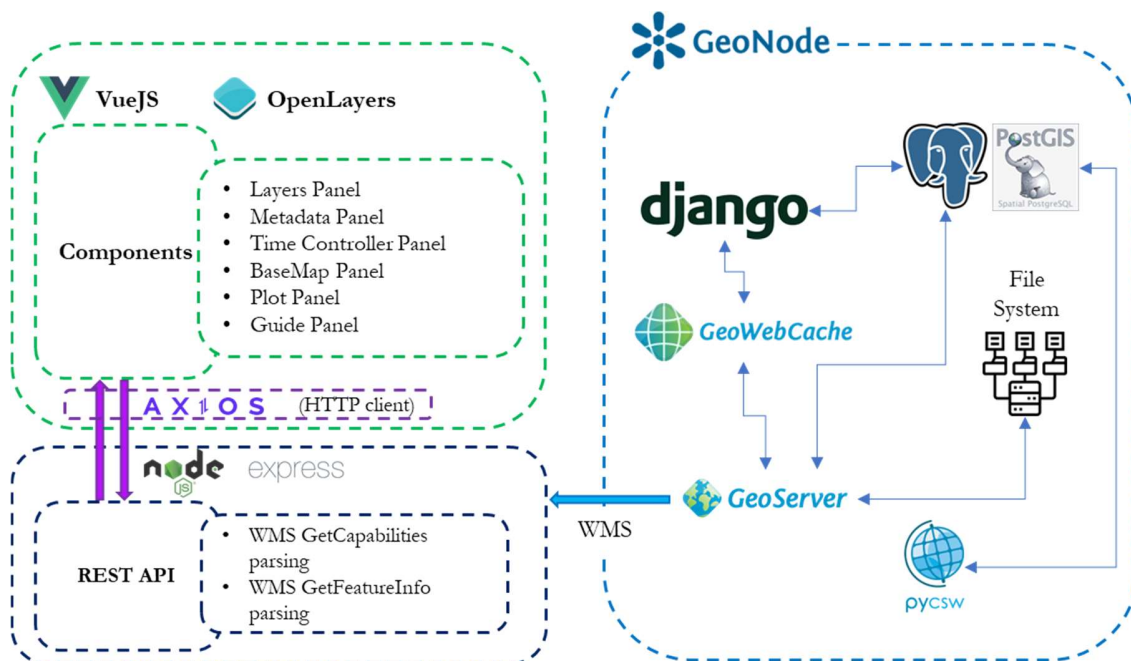 GeoNode
VueJS
OpenLayers
Components
• Layers Panel
• Metadata Panel
• Time Controller Panel
• BaseMap Panel
• Plot Panel
• Guide Panel
AXIOS (HTTP client)
node
JS
express
REST API
• WMS GetCapabilities
parsing
• WMS GetFeatureInfo
parsing
WMS
django
PostGIS
Spatial PostgreSQL
GeoWebCache
File
System
GeoServer
pycsw